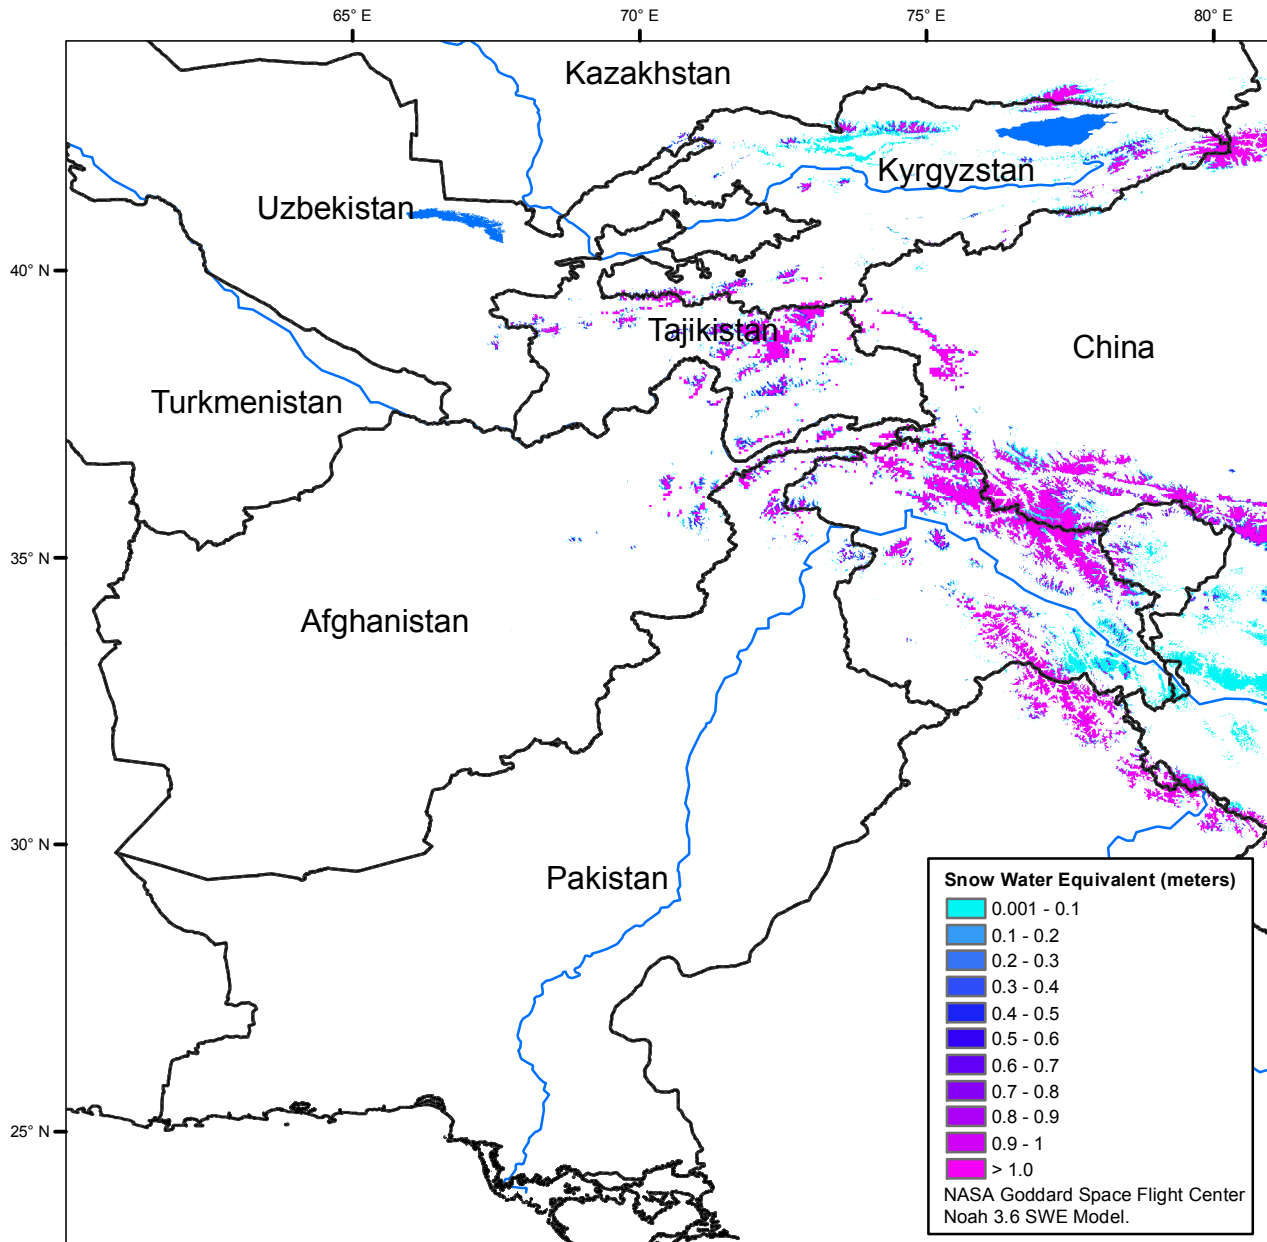 65° E
70° E
75° E
80° E
Kazakhstan
Kyrgyzstan
Uzbekistan
40° N
Tajikistan
China
Turkmenistan
35° N
Afghanistan
30° N
Pakistan
Snow Water Equivalent (meters)
0.001 - 0.1
0.1 - 0.2
0.2 - 0.3
0.3 - 0.4
0.4 - 0.5
0.5 - 0.6
0.6 - 0.7
0.7 - 0.8
0.8 - 0.9
0.9 - 1
> 1.0
25° N
NASA Goddard Space Flight Center
Noah 3.6 SWE Model.